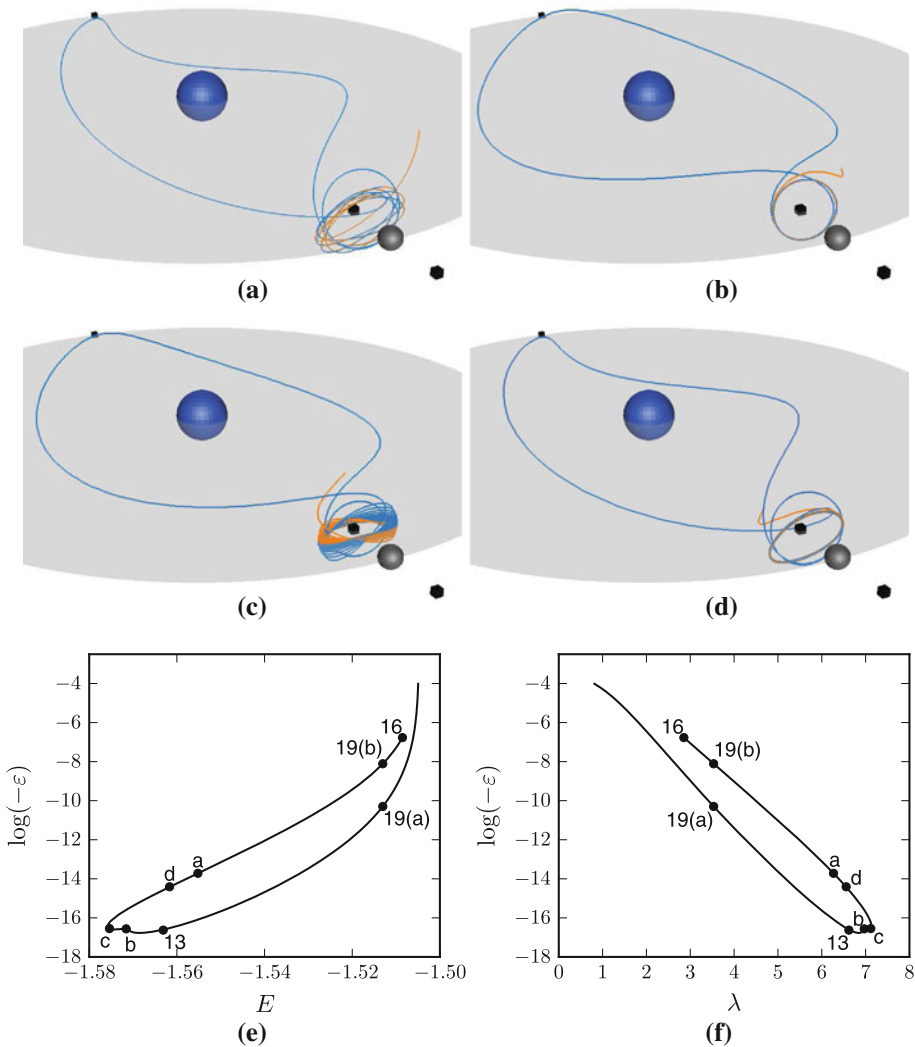 (a)
(b)
(c)
(d)
log(−ε)
−4
−6
−8
−10
−12
−14
−16
−18
16
19(b)
19(a)
a
d
c
b
13
−1.58
−1.56
−1.54
−1.52
−1.50
E
(e)
log(−ε)
−4
−6
−8
−10
−12
−14
−16
−18
16
19(b)
19(a)
a
d
b
13
c
0
1
2
3
4
5
6
7
8
λ
(f)